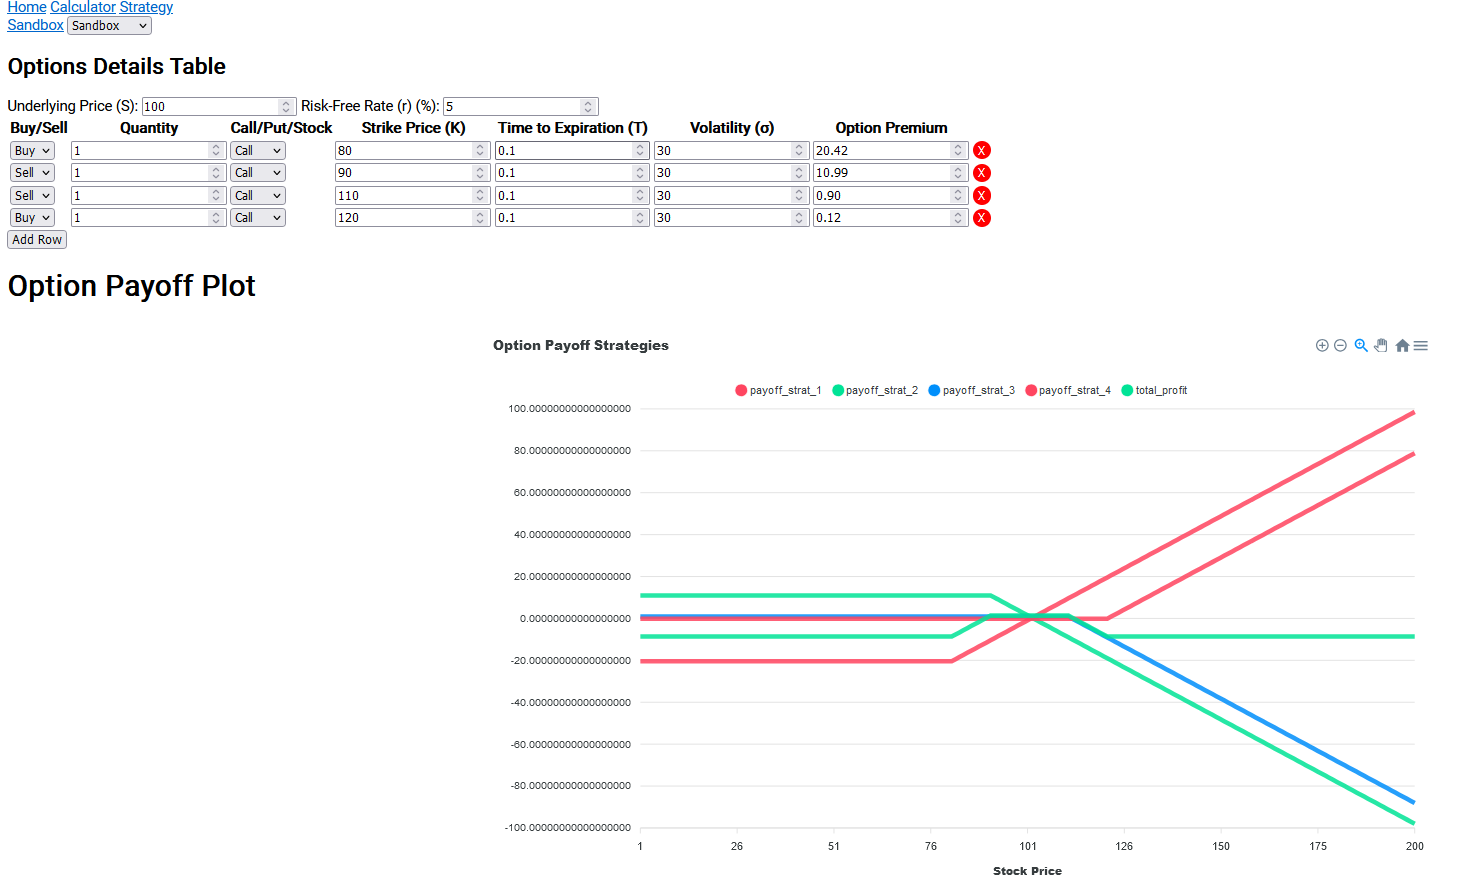 Home Calculator Strategy
Sandbox Sandbox
Options Details Table
Underlying Price (S): 100 Risk-Free Rate (r) (%): 5
Buy/Sell Quantity Call/Put/Stock Strike Price (K) Time to Expiration (T) Volatility (σ) Option Premium
Buy 1 Call 80 0.1 30 20.42 X
Sell 1 Call 90 0.1 30 10.99 X
Sell 1 Call 110 0.1 30 0.90 X
Buy 1 Call 120 0.1 30 0.12 X
Add Row
Option Payoff Plot
Option Payoff Strategies
payoff_strat_1 payoff_strat_2 payoff_strat_3 payoff_strat_4 total_profit
100.00000000000000000
80.00000000000000000
60.00000000000000000
40.00000000000000000
20.00000000000000000
0.00000000000000000
-20.00000000000000000
-40.00000000000000000
-60.00000000000000000
-80.00000000000000000
-100.00000000000000000
1 26 51 76 101 126 150 175 200
Stock Price